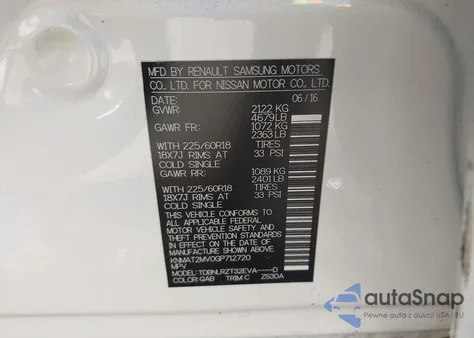 MFD BY RENAULT SAMSUNG MOTORS
CO., LTD. FOR NISSAN MOTOR CO., LTD.
DATE: 06/16
GVWR: 2122 KG
4679LB
GAWR FR: 1072 KG
2363LB
WITH 225/60R18 TIRES
18X7J RIMS AT 33 PSI
COLD SINGLE
GAWR RR: 1089 KG
2401LB
WITH 225/60R18 TIRES
18X7J RIMS AT 33 PSI
COLD SINGLE
THIS VEHICLE CONFORMS TO
ALL APPLICABLE FEDERAL
MOTOR VEHICLE SAFETY AND
THEFT PREVENTION STANDARDS
IN EFFECT ON THE DATE OF
MANUFACTURE SHOWN ABOVE.
KNMAT2MV0GP712720
MPV
MODEL: TDBNLRZT32EVA----D
COLOR: QAB TRIM: C ZS30A
autoSnap
Pewne auta z USA i EU